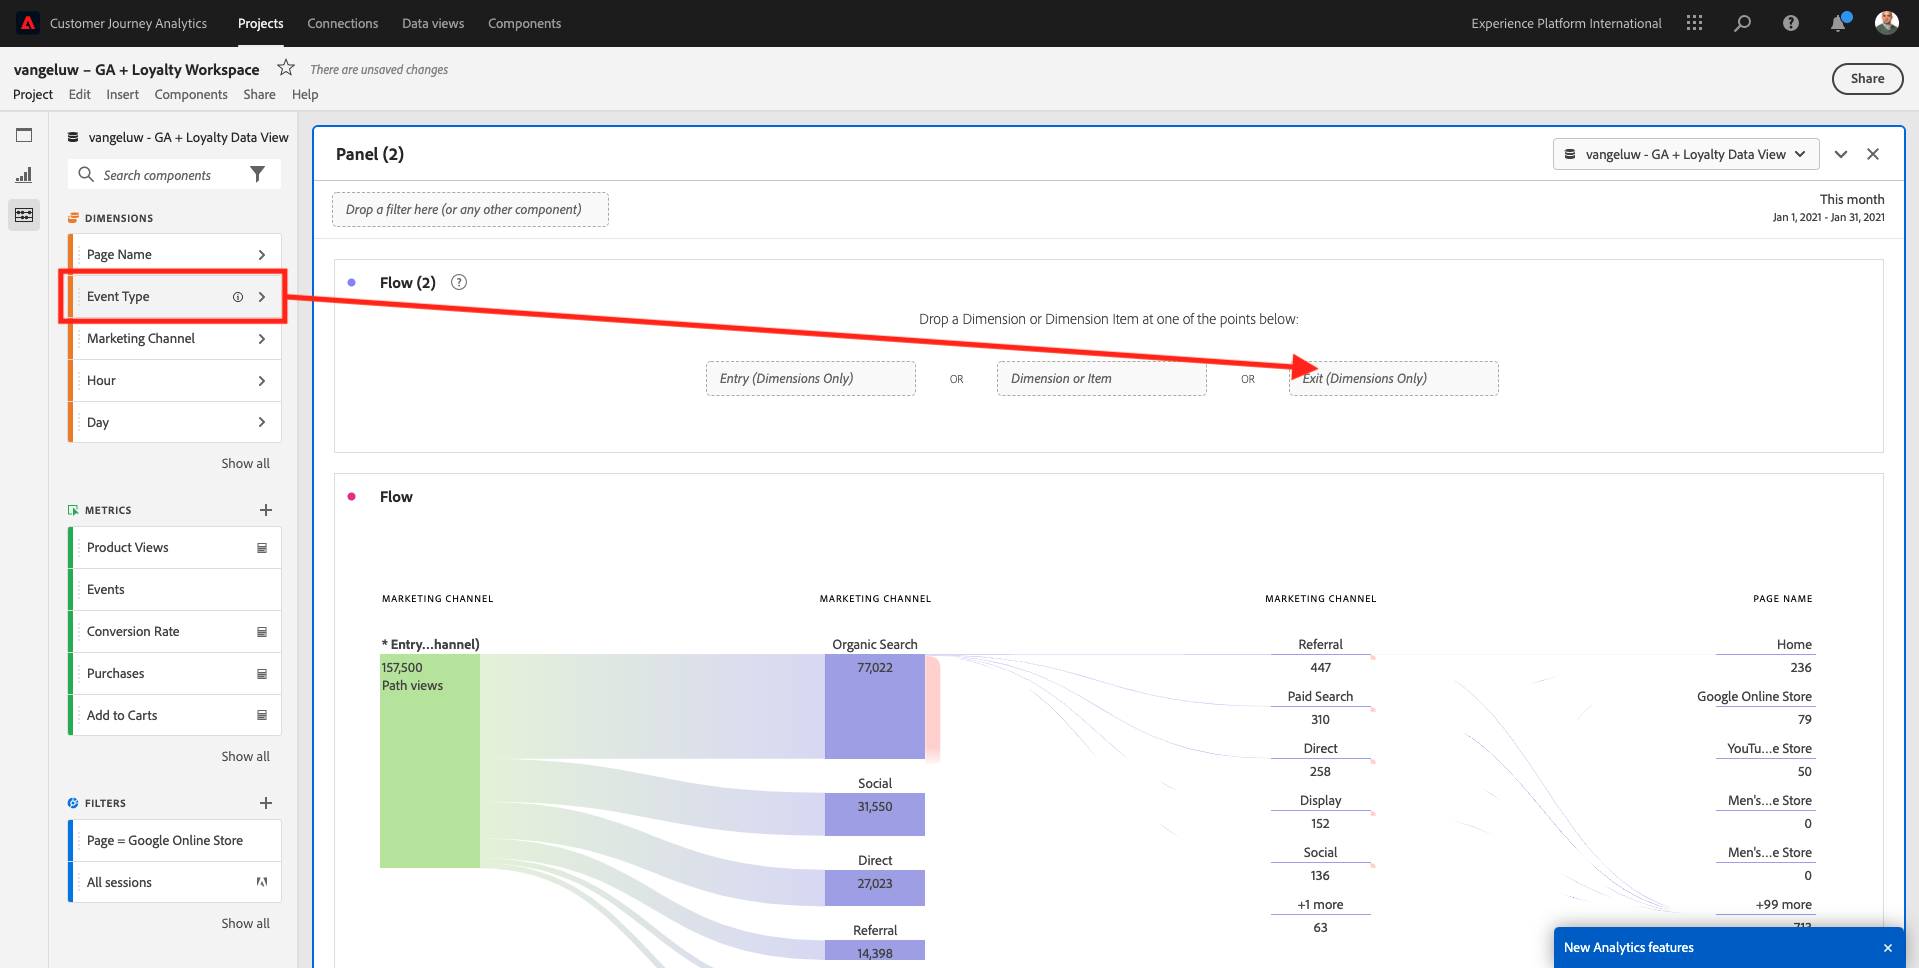 Customer Journey Analytics Projects Connections Data views Components Experience Platform International
vangeluw – GA + Loyalty Workspace There are unsaved changes
Project Edit Insert Components Share Help
Share
vangeluw - GA + Loyalty Data View
Search components
DIMENSIONS
Page Name
Event Type
Marketing Channel
Hour
Day
Show all
METRICS
Product Views
Events
Conversion Rate
Purchases
Add to Carts
Show all
FILTERS
Page = Google Online Store
All sessions
Show all
Panel (2)
vangeluw - GA + Loyalty Data View
Drop a filter here (or any other component)
This month
Jan 1, 2021 - Jan 31, 2021
Flow (2)
Drop a Dimension or Dimension Item at one of the points below:
Entry (Dimensions Only) OR Dimension or Item OR Exit (Dimensions Only)
Flow
MARKETING CHANNEL
* Entry...hannel)
157,500
Path views
MARKETING CHANNEL
Organic Search
77,022
Social
31,550
Direct
27,023
Referral
14,398
MARKETING CHANNEL
Referral
447
Paid Search
310
Direct
258
Display
152
Social
136
+1 more
63
PAGE NAME
Home
236
Google Online Store
79
YouTu...e Store
50
Men's...e Store
0
Men's...e Store
0
+99 more
New Analytics features